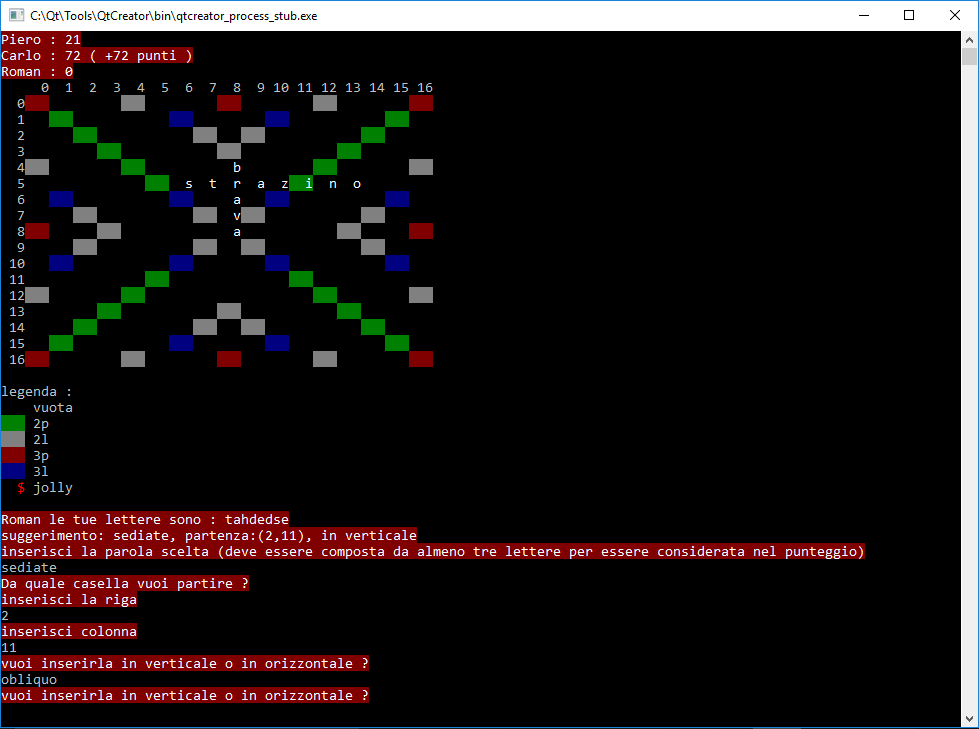 C:\Qt\Tools\QtCreator\bin\qtcreator_process_stub.exe
Piero : 21
Carlo : 72 ( +72 punti )
Roman : 0
0 1 2 3 4 5 6 7 8 9 10 11 12 13 14 15 16
0
1
2
3
4 b
5 s t r a z i n o
6 a
7 v
8 a
9
10
11
12
13
14
15
16
legenda :
vuota
2p
2l
3p
3l
$ jolly
Roman le tue lettere sono : tahdedse
suggerimento: sediate, partenza:(2,11), in verticale
inserisci la parola scelta (deve essere composta da almeno tre lettere per essere considerata nel punteggio)
sediate
Da quale casella vuoi partire ?
inserisci la riga
2
inserisci colonna
11
vuoi inserirla in verticale o in orizzontale ?
obliquo
vuoi inserirla in verticale o in orizzontale ?